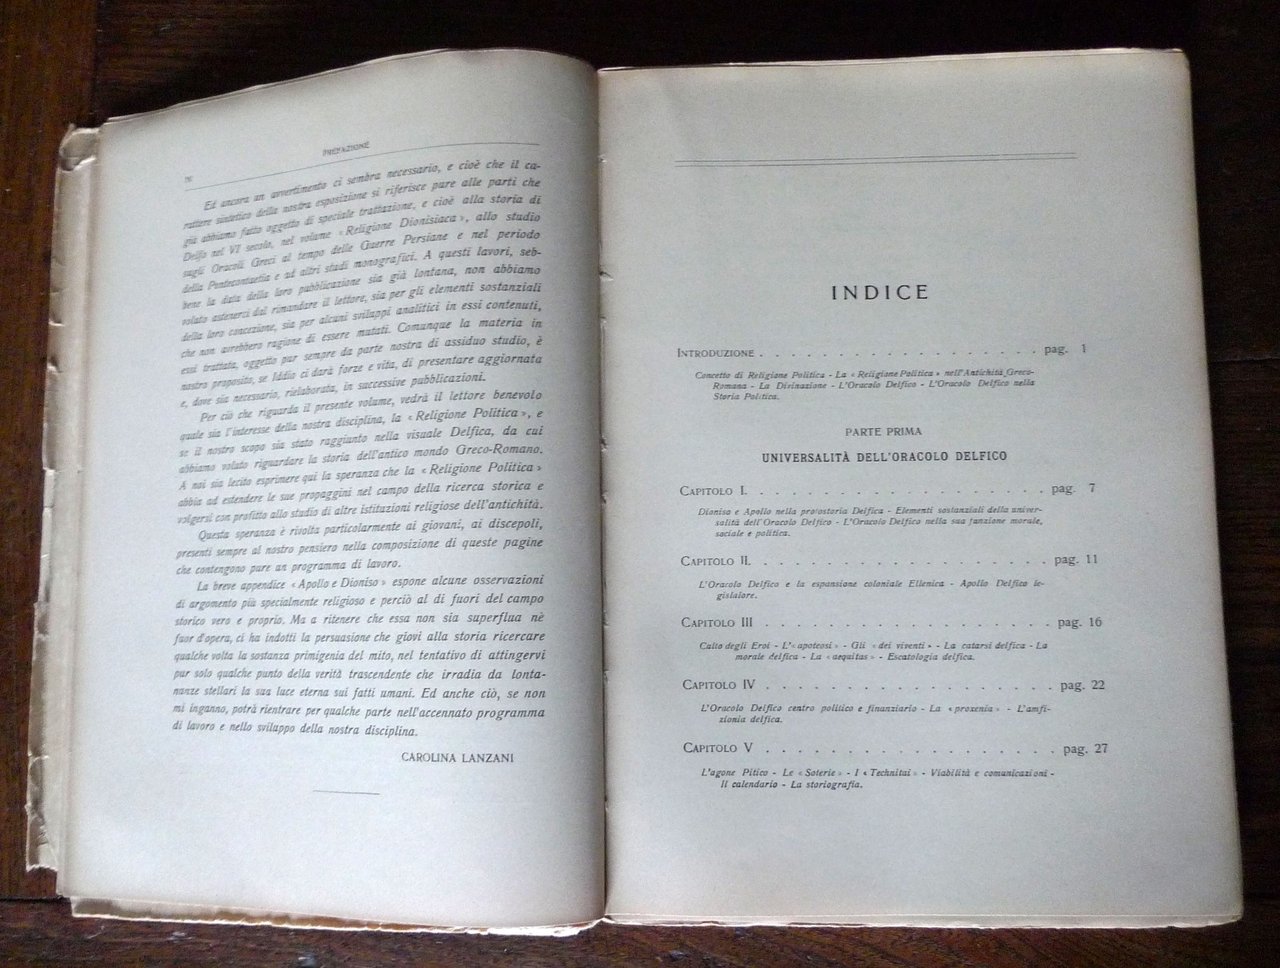 PREFAZIONE
Ed ancora un avvertimento ci sembra necessario, e cioè che il ca-
rattere sintetico della nostra esposizione si riferisce pure alle parti che
già abbiamo fatto oggetto di speciale trattazione, e cioè alla storia di
Delfo nel VI secolo, nel volume «Religione Dionisiaca», allo studio
sugli Oracoli Greci al tempo delle Guerre Persiane e nel periodo
della Pentecontaetia e ad altri studi monografici. A questi lavori, seb-
bene la data della loro pubblicazione sia già lontana, non abbiamo
voluto astenerci dal rimandare il lettore, sia per gli elementi sostanziali
della loro concezione, sia per alcuni sviluppi analitici in essi contenuti,
che non avrebbero ragione di essere mutati. Comunque la materia in
essi trattata, oggetto pur sempre da parte nostra di assiduo studio, è
nostro proposito, se Iddio ci darà forze e vita, di presentare aggiornata
e, dove sia necessario, rielaborata, in successive pubblicazioni.
Per ciò che riguarda il presente volume, vedrà il lettore benevolo
quale sia l'interesse della nostra disciplina, la «Religione Politica», e
se il nostro scopo sia stato raggiunto nella visuale Delfica, da cui
abbiamo voluto riguardare la storia dell'antico mondo Greco-Romano.
A noi sia lecito esprimere qui la speranza che la «Religione Politica»
abbia ad estendere le sue propaggini nel campo della ricerca storica e
volgersi con profitto allo studio di altre istituzioni religiose dell'antichità.
Questa speranza è rivolta particolarmente ai giovani, ai discepoli,
presenti sempre al nostro pensiero nella composizione di queste pagine
che contengono pure un programma di lavoro.
La breve appendice «Apollo e Dioniso» espone alcune osservazioni
di argomento più specialmente religioso e perciò al di fuori del campo
storico vero e proprio. Ma a ritenere che essa non sia superflua nè
fuor d'opera, ci ha indotti la persuasione che giovi alla storia ricercare
qualche volta la sostanza primigenia del mito, nel tentativo di attingervi
pur solo qualche punto della verità trascendente che irradia da lonta-
nanze stellari la sua luce eterna sui fatti umani. Ed anche ciò, se non
mi inganno, potrà rientrare per qualche parte nell'accennato programma
di lavoro e nello sviluppo della nostra disciplina.
CAROLINA LANZANI
INDICE
INTRODUZIONE . . . . . . . . . . . . . . . . . . . . pag. 1
Concetto di Religione Politica - La «Religione Politica» nell'Antichità Greco-
Romana - La Divinazione - L'Oracolo Delfico - L'Oracolo Delfico nella
Storia Politica.
PARTE PRIMA
UNIVERSALITÀ DELL'ORACOLO DELFICO
CAPITOLO I. . . . . . . . . . . . . . . . . . . . pag. 7
Dioniso e Apollo nella protostoria Delfica - Elementi sostanziali della univer-
salità dell'Oracolo Delfico - L'Oracolo Delfico nella sua funzione morale,
sociale e politica.
CAPITOLO II. . . . . . . . . . . . . . . . . . . . pag. 11
L'Oracolo Delfico e la espansione coloniale Ellenica - Apollo Delfico le-
gislatore.
CAPITOLO III . . . . . . . . . . . . . . . . . . . pag. 16
Culto degli Eroi - L'«apoteosi» - Gli «dei viventi» - La catarsi delfica - La
morale delfica - La «aequitas» - Escatologia delfica.
CAPITOLO IV . . . . . . . . . . . . . . . . . . . pag. 22
L'Oracolo Delfico centro politico e finanziario - La «proxenia» - L'amfi-
zionia delfica.
CAPITOLO V . . . . . . . . . . . . . . . . . . . pag. 27
L'agone Pitico - Le «Soterie» - I «Technitai» - Viabilità e comunicazioni -
Il calendario - La storiografia.